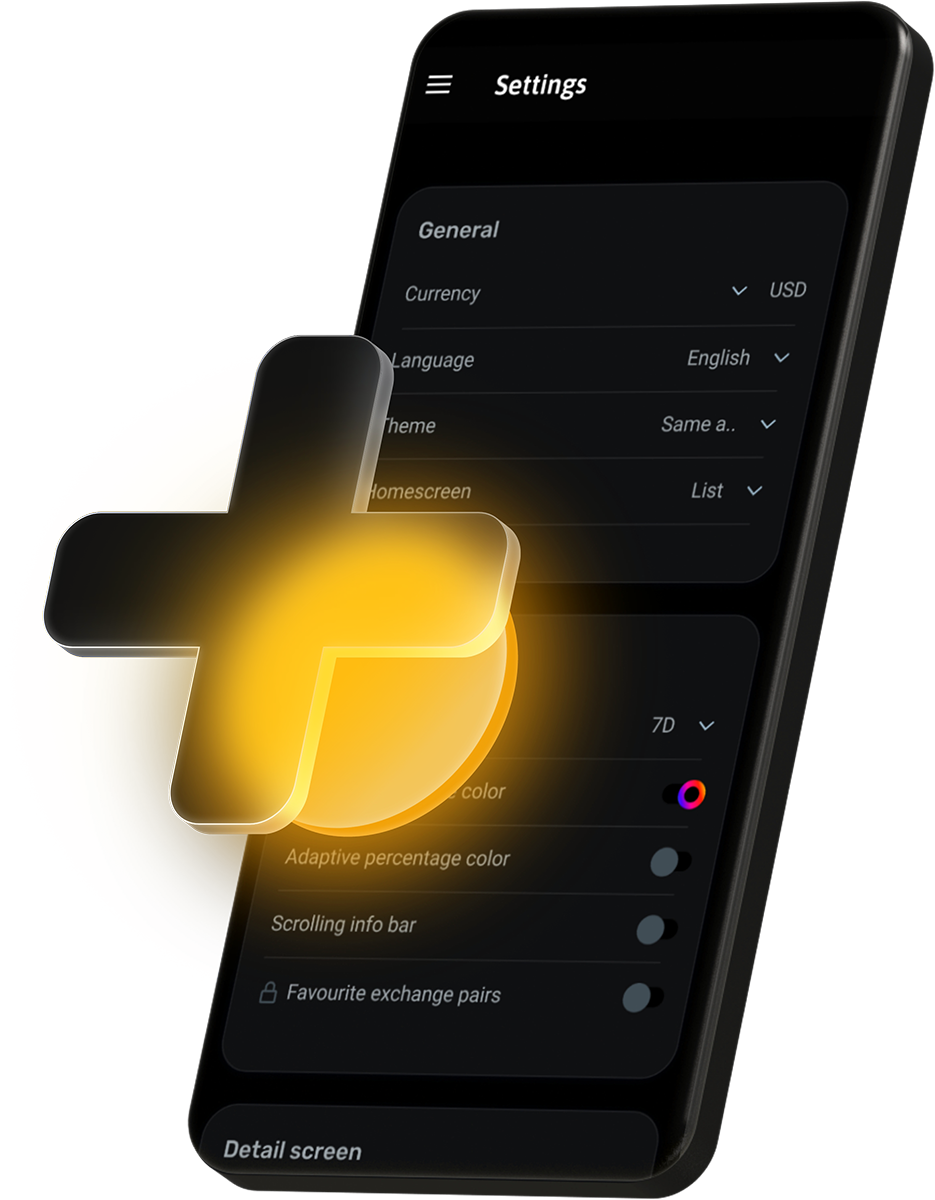 Settings
General
Currency USD
Language English
Theme Same a..
Homescreen List
7D
color
Adaptive percentage color
Scrolling info bar
Favourite exchange pairs
Detail screen